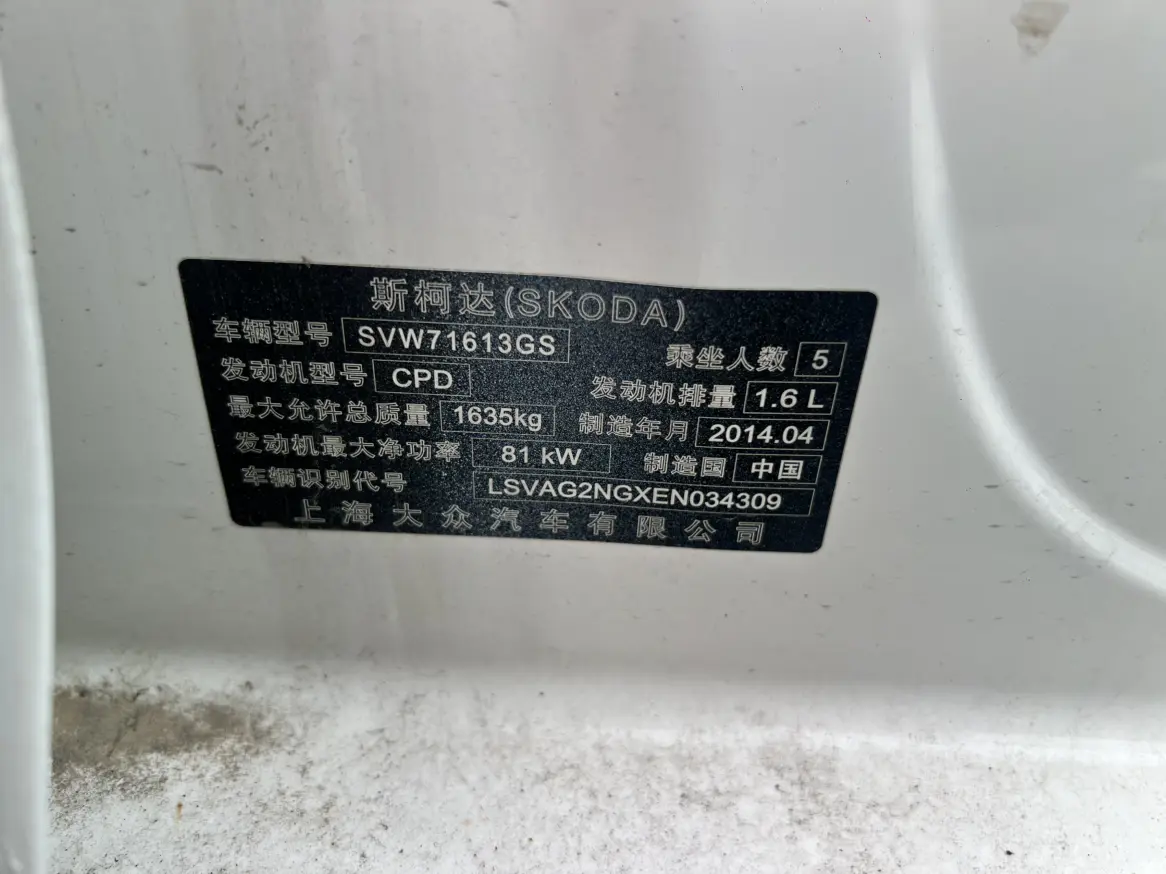 斯柯达(SKODA)
车辆型号 SVW71613GS 乘坐人数 5
发动机型号 CPD 发动机排量 1.6 L
最大允许总质量 1635kg 制造年月 2014.04
发动机最大净功率 81 kW 制造国 中国
车辆识别代号 LSVAG2NGXEN034309
上海大众汽车有限公司